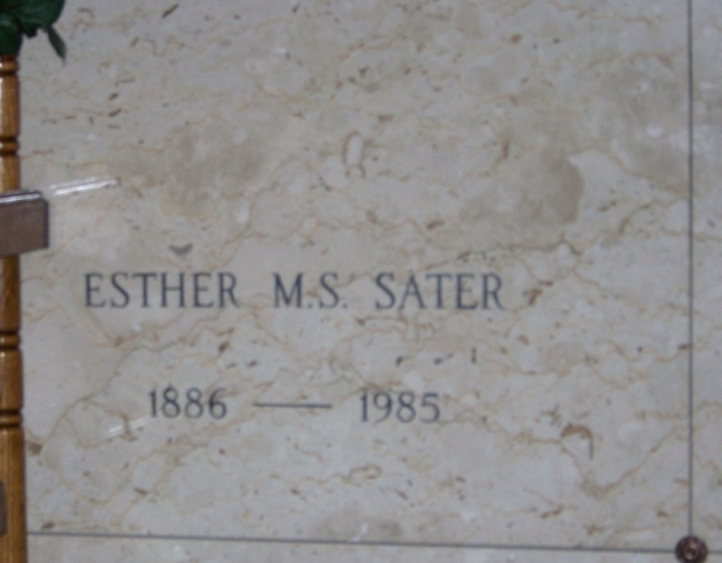 ESTHER M.S. SATER
1886 — 1985